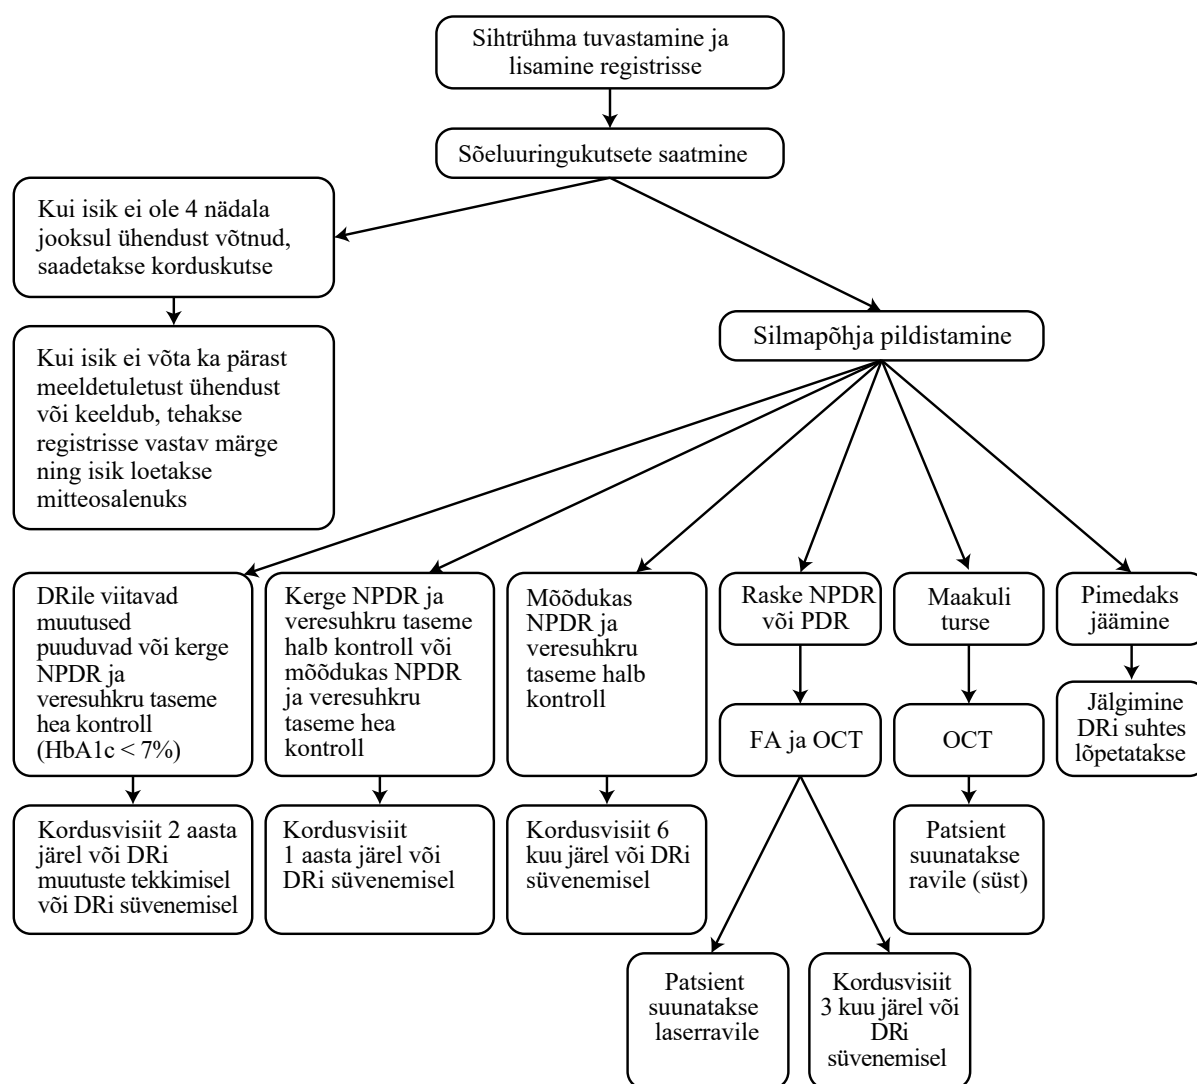 Sihtrühma tuvastamine ja
lisamine registrisse
Sõeluuringukutsete saatmine
Kui isik ei ole 4 nädala
jooksul ühendust võtnud,
saadetakse korduskutse
Kui isik ei võta ka pärast
meeldetuletust ühendust
või keeldub, tehakse
registrisse vastav märge
ning isik loetakse
mitteosalenuks
Silmapõhja pildistamine
DRile viitavad
muutused
puuduvad või kerge
NPDR ja
veresuhkru taseme
hea kontroll
(HbA1c < 7%)
Kerge NPDR ja
veresuhkru taseme
halb kontroll või
mõõdukas NPDR
ja veresuhkru
taseme hea
kontroll
Mõõdukas
NPDR ja
veresuhkru
taseme halb
kontroll
Raske NPDR
või PDR
Maakuli
turse
Pimedaks
jäämine
FA ja OCT
OCT
Jälgimine
DRi suhtes
lõpetatakse
Kordusvisiit 2 aasta
järel või DRi
muutuste tekkimisel
või DRi süvenemisel
Kordusvisiit
1 aasta järel või
DRi süvenemisel
Kordusvisiit 6
kuu järel või DRi
süvenemisel
Patsient
suunatakse
ravile (süst)
Patsient
suunatakse
laserravile
Kordusvisiit
3 kuu järel või
DRi
süvenemisel